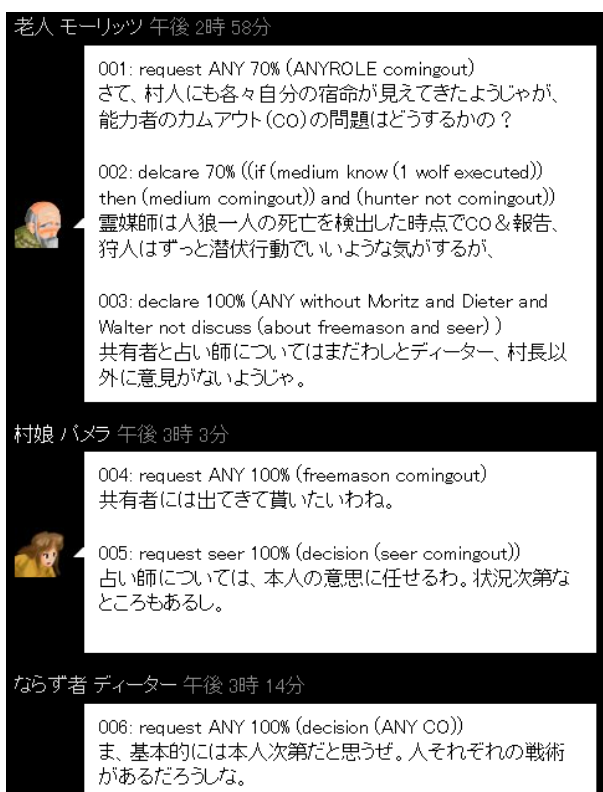 老人 モーリッツ 午後 2時 58分
001: request ANY 70% (ANYROLE comingout)
さて、村人にも各々自分の宿命が見えてきたようじゃが、
能力者のカムアウト(CO)の問題はどうするかの？
002: delcare 70% ((if (medium know (1 wolf executed))
then (medium comingout)) and (hunter not comingout))
霊媒師は人狼一人の死亡を検出した時点でCO＆報告、
狩人はずっと潜伏行動でいいような気がするが、
003: declare 100% (ANY without Moritz and Dieter and
Walter not discuss (about freemason and seer) )
共有者と占い師についてはまだわしとディーター、村長以
外に意見がないようじゃ。
村娘 パメラ 午後 3時 3分
004: request ANY 100% (freemason comingout)
共有者には出てきて貰いたいわね。
005: request seer 100% (decision (seer comingout))
占い師については、本人の意思に任せるわ。状況次第な
ところもあるし。
ならず者 ディーター 午後 3時 14分
006: request ANY 100% (decision (ANY CO))
ま、基本的には本人次第だと思うぜ。人それぞれの戦術
があるだろうしな。